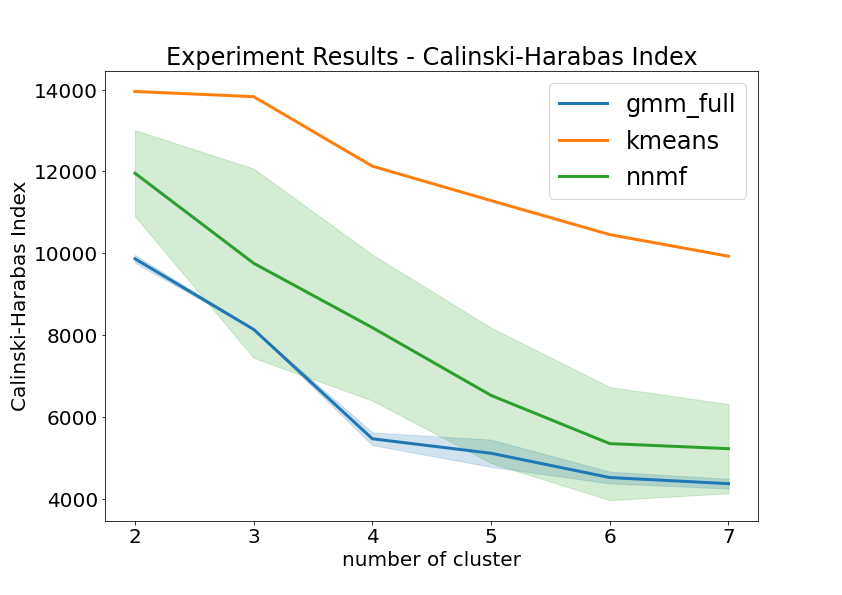 Experiment Results - Calinski-Harabas Index
gmm_full
kmeans
nnmf
Calinski-Harabas Index
14000
12000
10000
8000
6000
4000
2 3 4 5 6 7
number of cluster